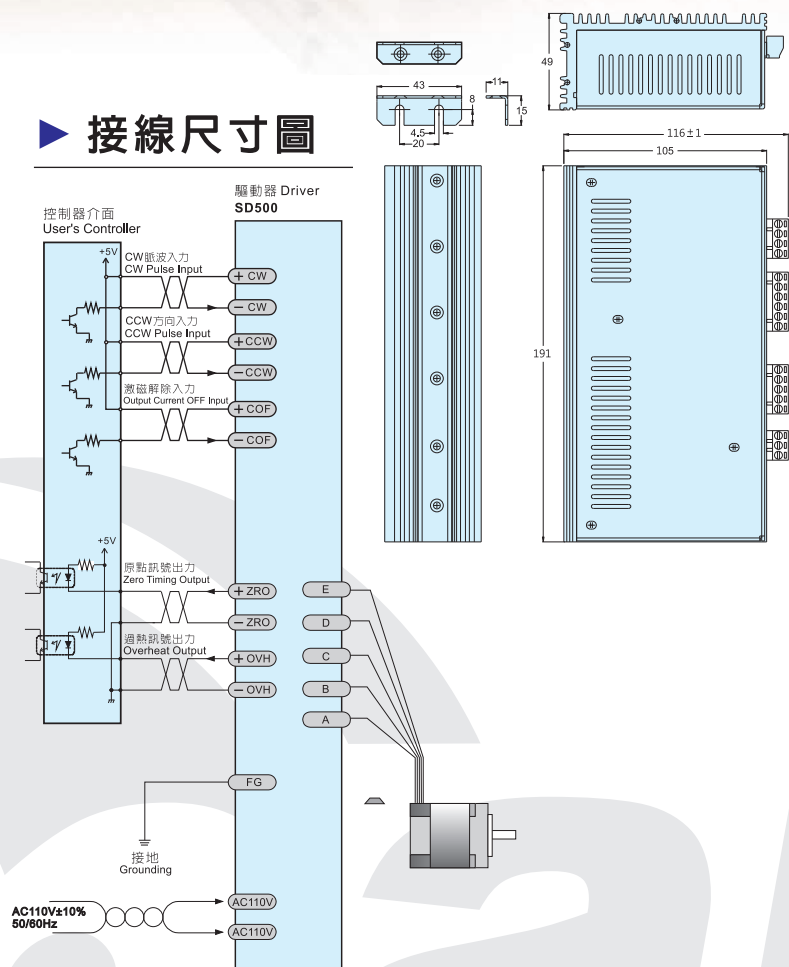 49
43
11
8
15
4.5
20
116±1
105
191
接線尺寸圖
驅動器 Driver
SD500
控制器介面
User's Controller
+5V
CW脈波入力
CW Pulse Input
+ CW
− CW
CCW方向入力
CCW Pulse Input
+ CCW
− CCW
激磁解除入力
Output Current OFF Input
+ COF
− COF
+5V
原點訊號出力
Zero Timing Output
+ ZRO
− ZRO
過熱訊號出力
Overheat Output
+ OVH
− OVH
E
D
C
B
A
FG
接地
Grounding
AC110V±10%
50/60Hz
AC110V
AC110V